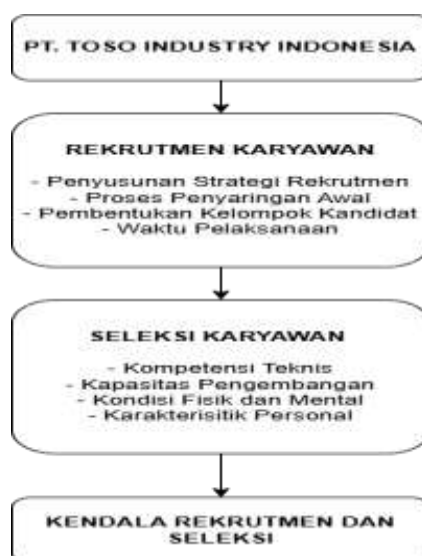 PT. TOSO INDUSTRY INDONESIA
REKRUTMEN KARYAWAN
- Penyusunan Strategi Rekrutmen
- Proses Penyaringan Awal
- Pembentukan Kelompok Kandidat
- Waktu Pelaksanaan
SELEKSI KARYAWAN
- Kompetensi Teknis
- Kapasitas Pengembangan
- Kondisi Fisik dan Mental
- Karakterisitik Personal
KENDALA REKRUTMEN DAN
SELEKSI